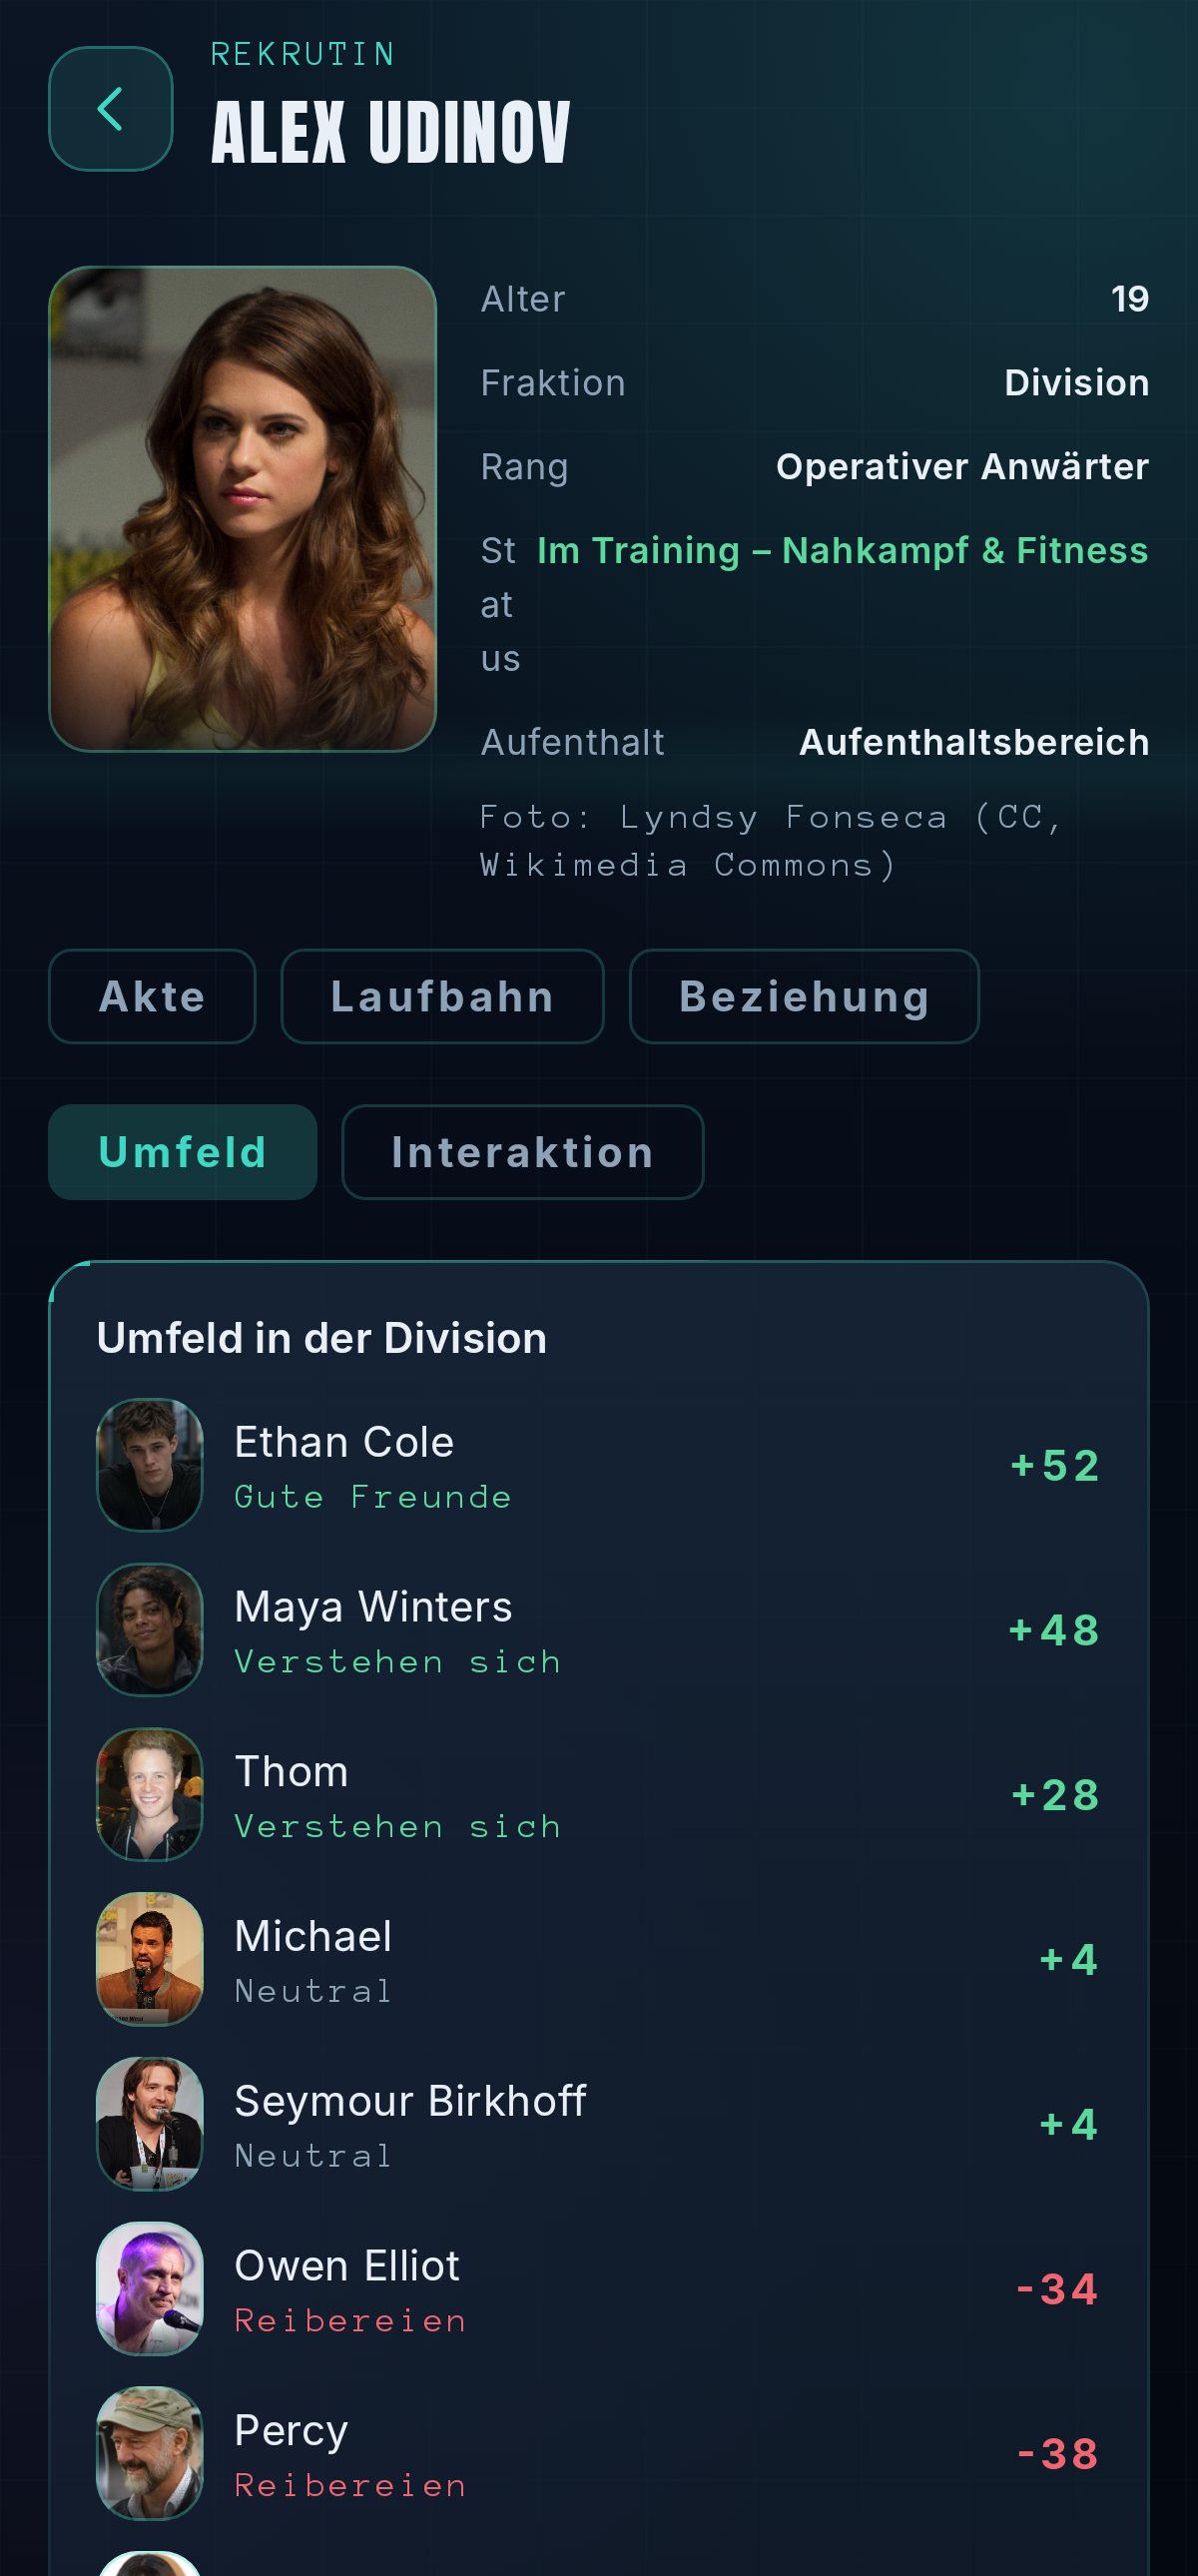 REKRUTIN
ALEX UDINOV
Alter 19
Fraktion Division
Rang Operativer Anwärter
St Im Training – Nahkampf & Fitness
at
us
Aufenthalt Aufenthaltsbereich
Foto: Lyndsy Fonseca (CC,
Wikimedia Commons)
Akte Laufbahn Beziehung
Umfeld Interaktion
Umfeld in der Division
Ethan Cole
Gute Freunde
+52
Maya Winters
Verstehen sich
+48
Thom
Verstehen sich
+28
Michael
Neutral
+4
Seymour Birkhoff
Neutral
+4
Owen Elliot
Reibereien
-34
Percy
Reibereien
-38